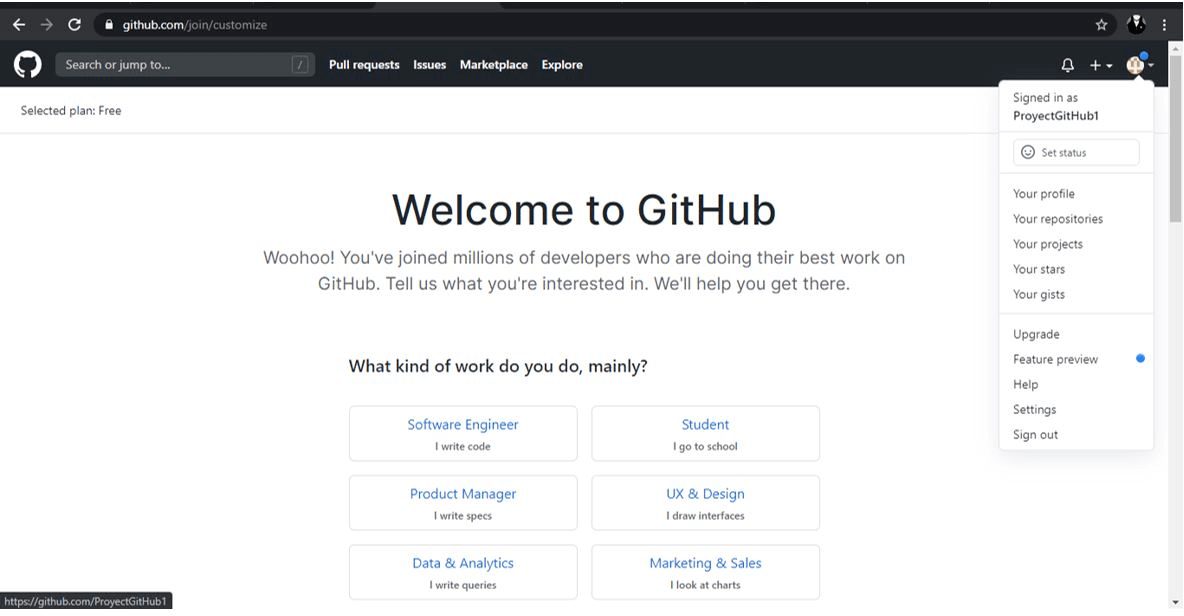 github.com/join/customize
Search or jump to... /
Pull requests Issues Marketplace Explore
Selected plan: Free
Signed in as
ProyectGitHub1
Set status
Your profile
Your repositories
Your projects
Your stars
Your gists
Upgrade
Feature preview
Help
Settings
Sign out
Welcome to GitHub
Woohoo! You've joined millions of developers who are doing their best work on
GitHub. Tell us what you're interested in. We'll help you get there.
What kind of work do you do, mainly?
Software Engineer
I write code
Student
I go to school
Product Manager
I write specs
UX & Design
I draw interfaces
Data & Analytics
I write queries
Marketing & Sales
I look at charts
https://github.com/ProyectGitHub1